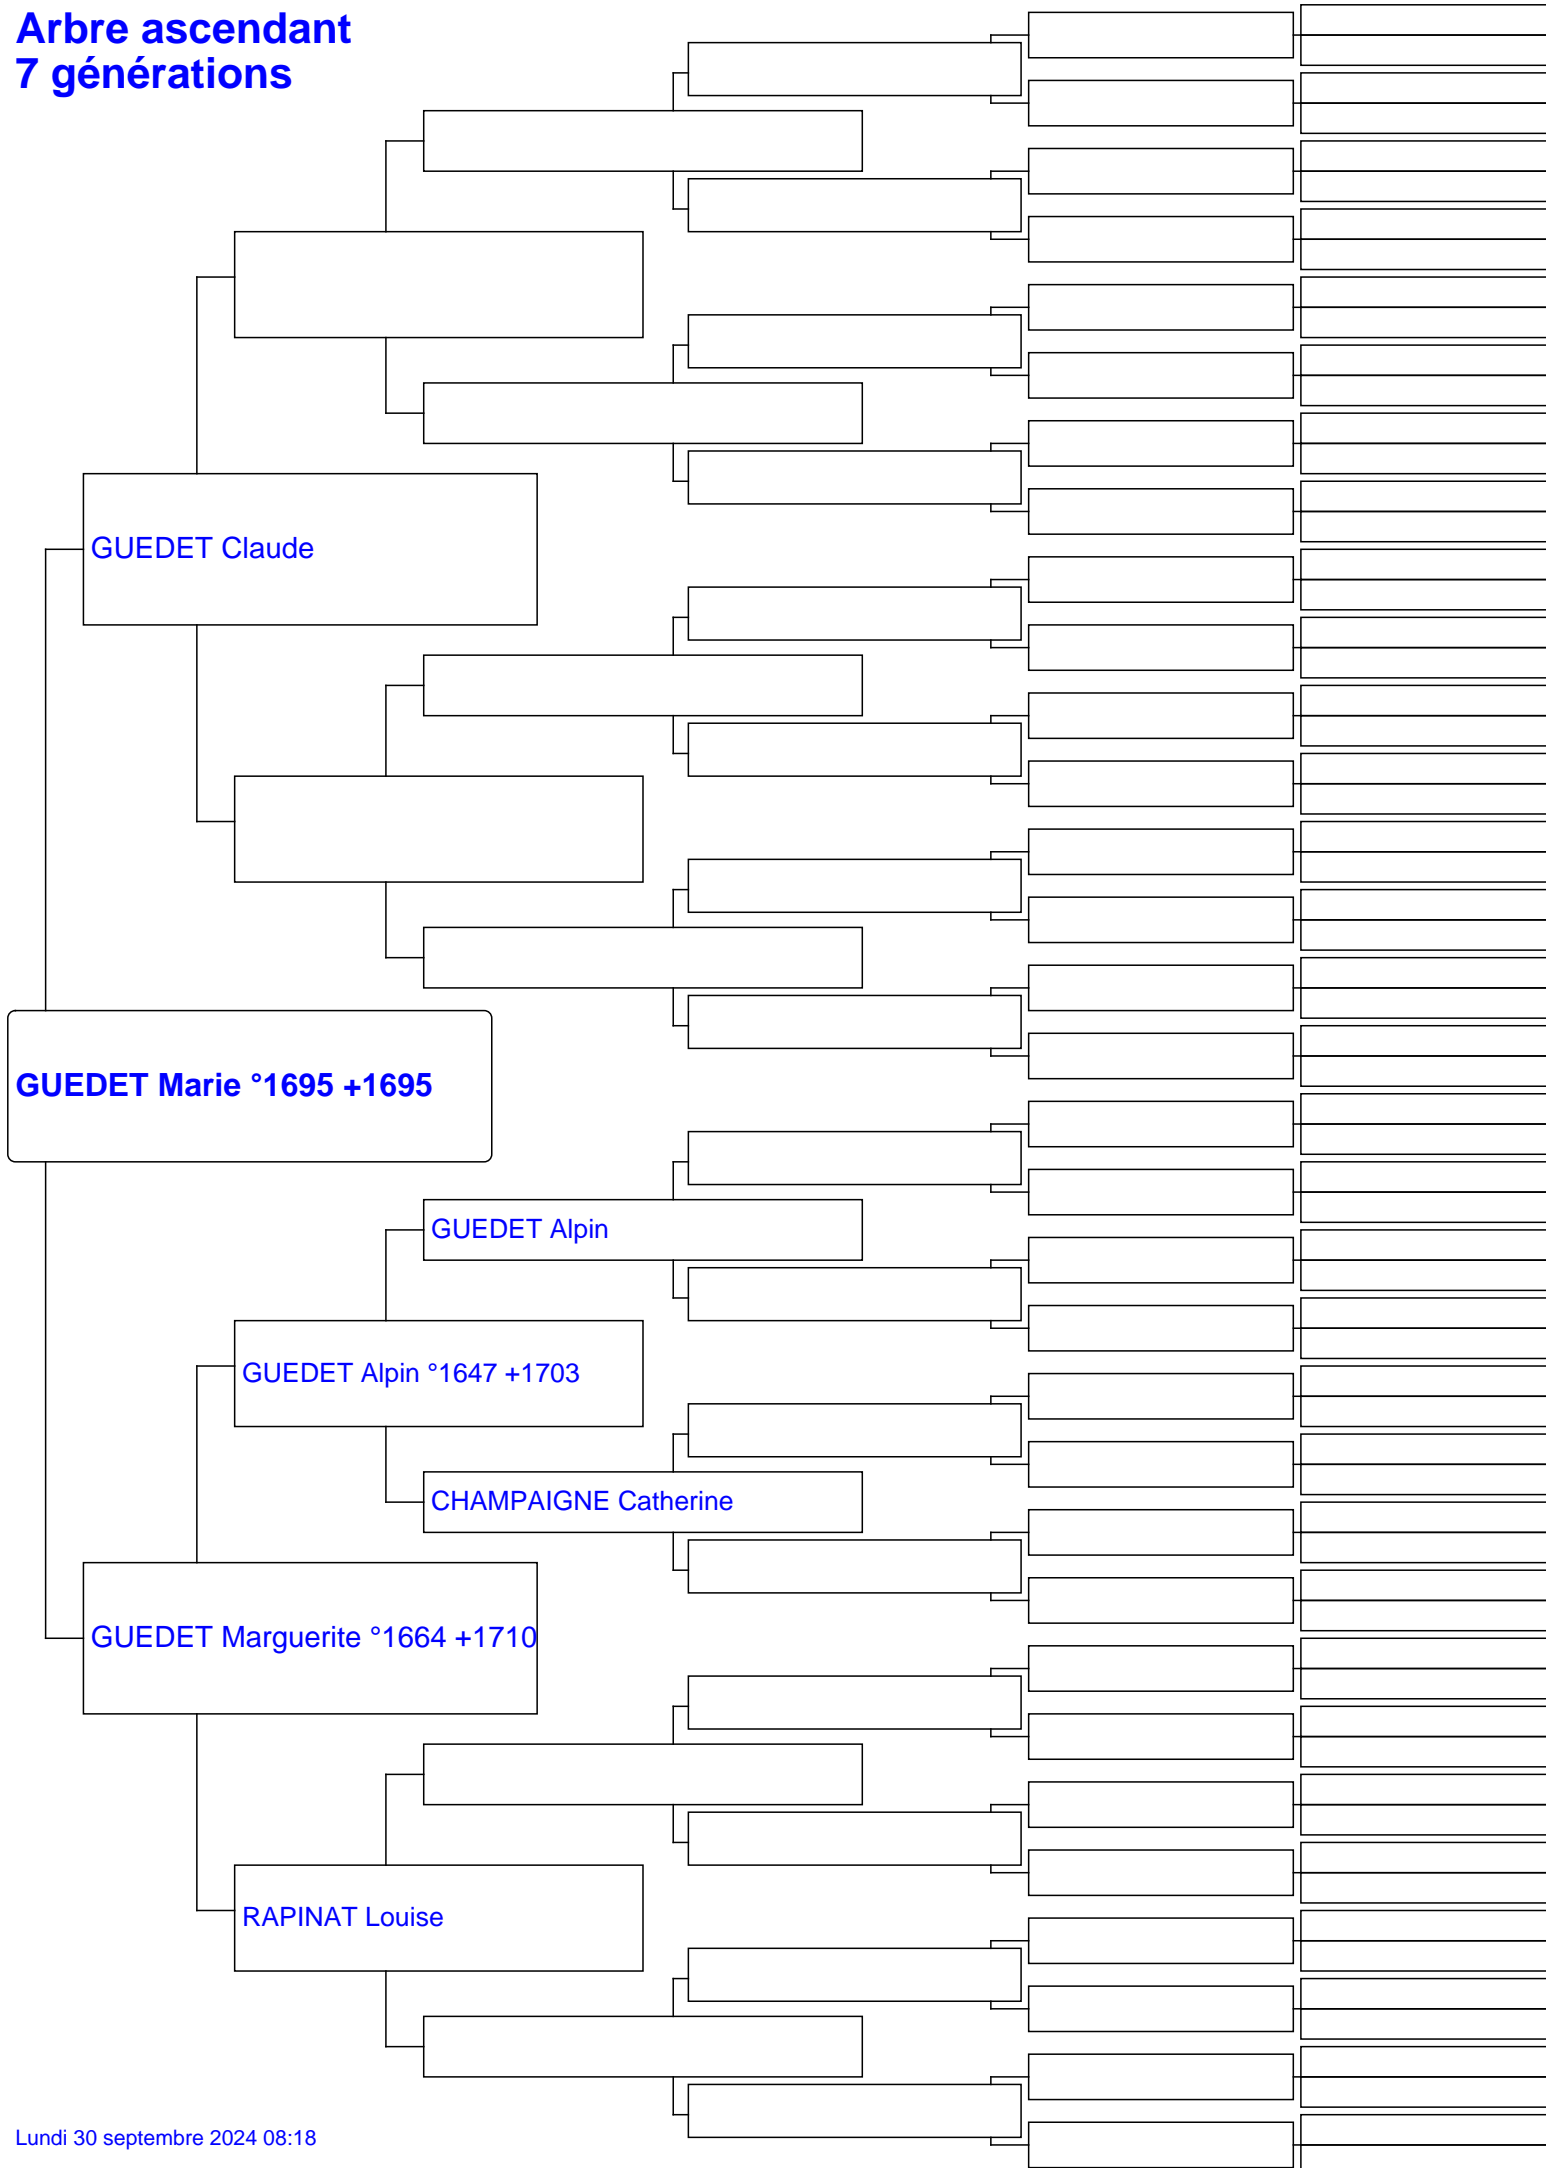 Arbre ascendant
7 générations
GUEDET Claude
GUEDET Marie °1695 +1695
GUEDET Alpin
GUEDET Alpin °1647 +1703
CHAMPAIGNE Catherine
GUEDET Marguerite °1664 +1710
RAPINAT Louise
Lundi 30 septembre 2024 08:18